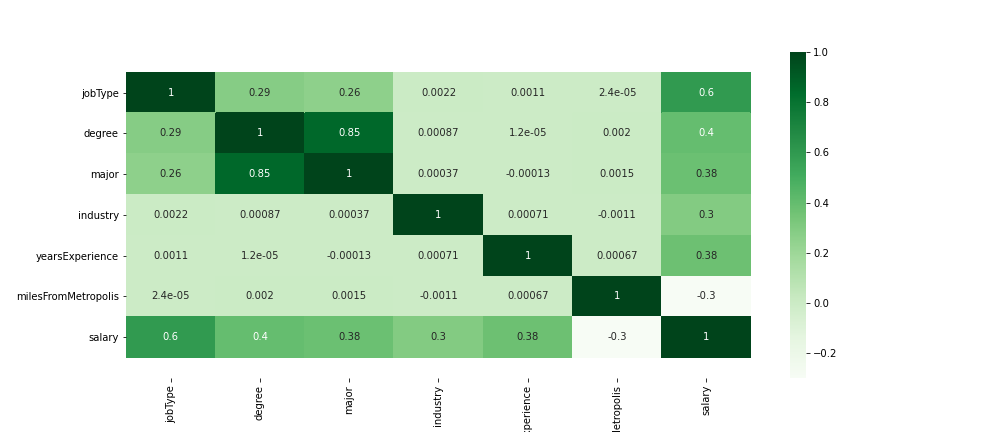 1.0
jobType 1 0.29 0.26 0.0022 0.0011 2.4e-05 0.6
0.8
degree 0.29 1 0.85 0.00087 1.2e-05 0.002 0.4
0.6
major 0.26 0.85 1 0.00037 -0.00013 0.0015 0.38
0.4
industry 0.0022 0.00087 0.00037 1 0.00071 -0.0011 0.3
0.2
yearsExperience 0.0011 1.2e-05 -0.00013 0.00071 1 0.00067 0.38
milesFromMetropolis 2.4e-05 0.002 0.0015 -0.0011 0.00067 1 -0.3
0.0
salary 0.6 0.4 0.38 0.3 0.38 -0.3 1
−0.2
jobType
degree
major
industry
xperience
etropolis
salary